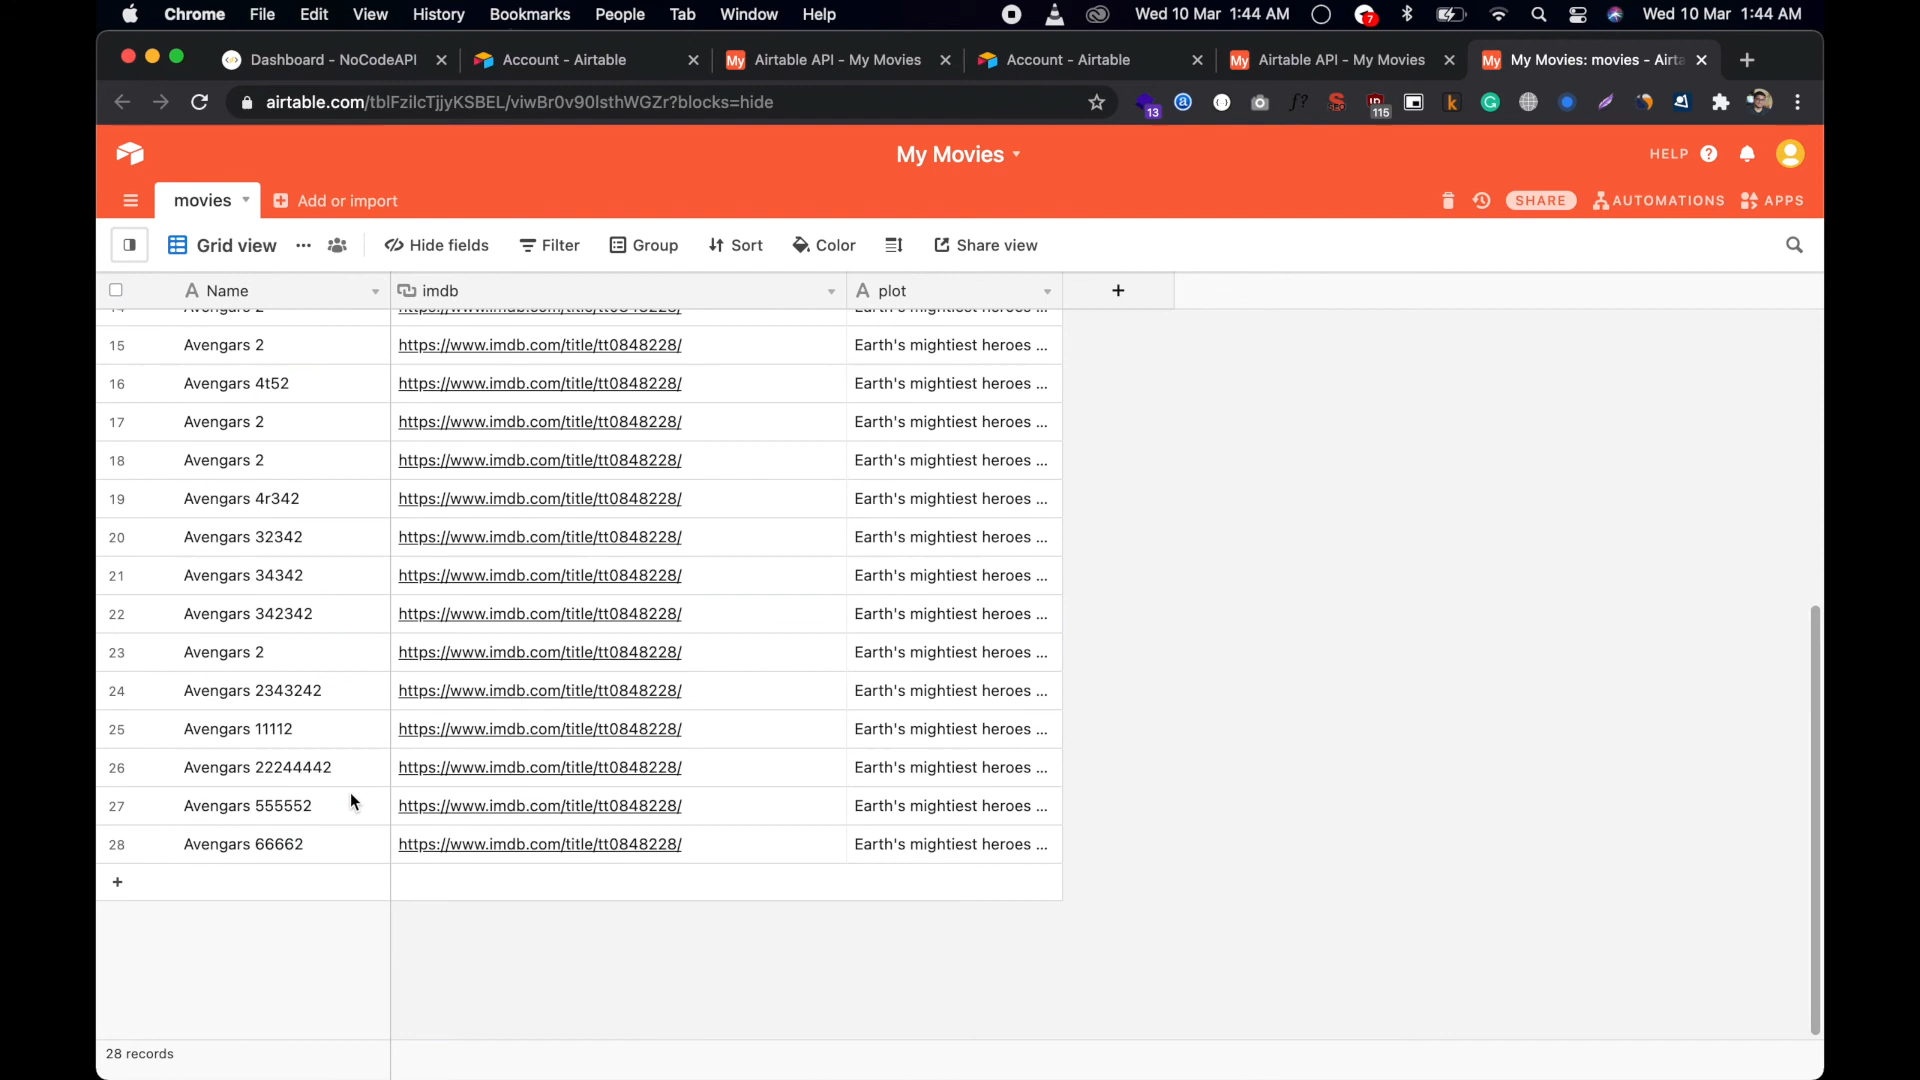 Chrome File Edit View History Bookmarks People Tab Window Help 7 Wed 10 Mar 1:44 AM Wed 10 Mar 1:44 AM
Dashboard - NoCodeAPI Account - Airtable My Airtable API - My Movies Account - Airtable My Airtable API - My Movies My My Movies: movies - Airta
airtable.com/tblFzilcTjjyKSBEL/viwBr0v90lsthWGZr?blocks=hide 13 115
My Movies HELP
movies Add or import SHARE AUTOMATIONS APPS
Grid view Hide fields Filter Group Sort Color Share view
Name imdb plot
15 Avengars 2 https://www.imdb.com/title/tt0848228/ Earth's mightiest heroes ...
16 Avengars 4t52 https://www.imdb.com/title/tt0848228/ Earth's mightiest heroes ...
17 Avengars 2 https://www.imdb.com/title/tt0848228/ Earth's mightiest heroes ...
18 Avengars 2 https://www.imdb.com/title/tt0848228/ Earth's mightiest heroes ...
19 Avengars 4r342 https://www.imdb.com/title/tt0848228/ Earth's mightiest heroes ...
20 Avengars 32342 https://www.imdb.com/title/tt0848228/ Earth's mightiest heroes ...
21 Avengars 34342 https://www.imdb.com/title/tt0848228/ Earth's mightiest heroes ...
22 Avengars 342342 https://www.imdb.com/title/tt0848228/ Earth's mightiest heroes ...
23 Avengars 2 https://www.imdb.com/title/tt0848228/ Earth's mightiest heroes ...
24 Avengars 2343242 https://www.imdb.com/title/tt0848228/ Earth's mightiest heroes ...
25 Avengars 11112 https://www.imdb.com/title/tt0848228/ Earth's mightiest heroes ...
26 Avengars 22244442 https://www.imdb.com/title/tt0848228/ Earth's mightiest heroes ...
27 Avengars 555552 https://www.imdb.com/title/tt0848228/ Earth's mightiest heroes ...
28 Avengars 66662 https://www.imdb.com/title/tt0848228/ Earth's mightiest heroes ...
28 records